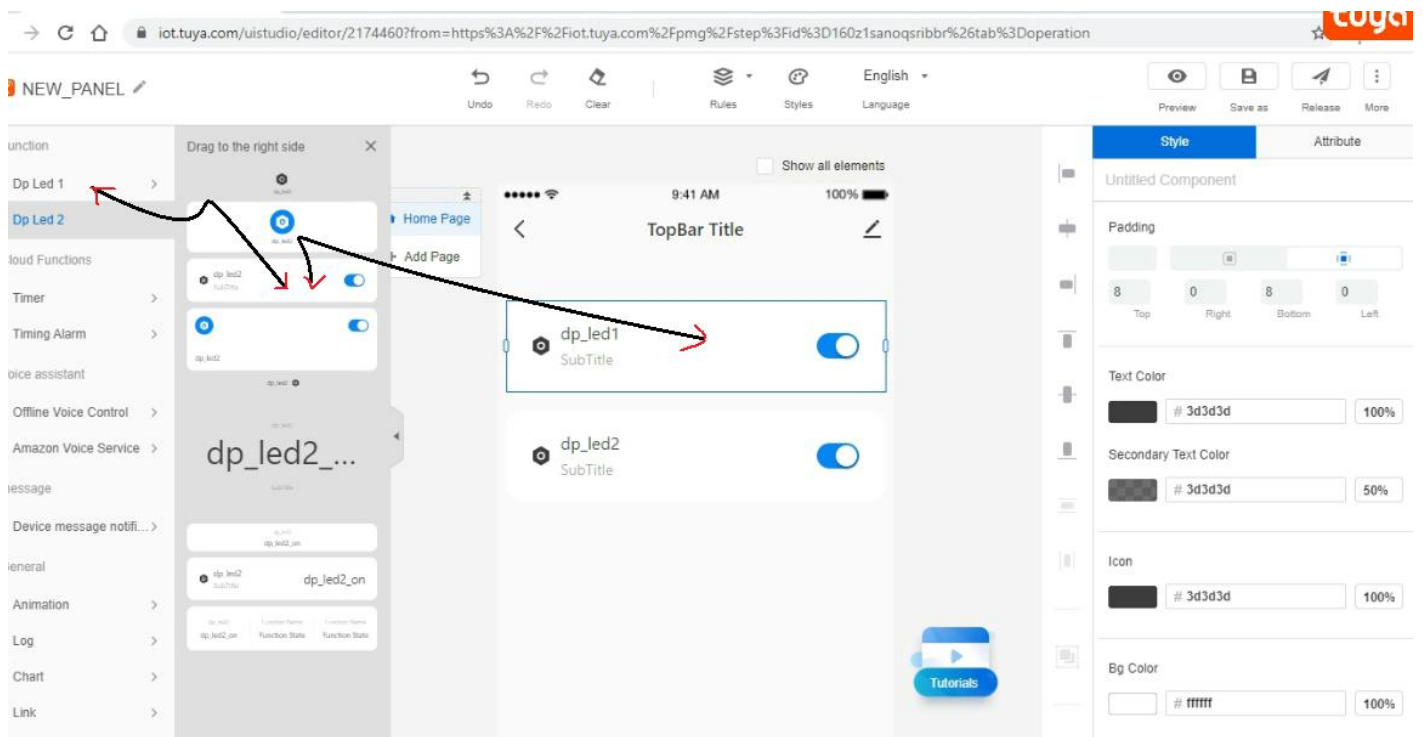 tuya
iot.tuya.com/uistudio/editor/2174460?from=https%3A%2F%2Fiot.tuya.com%2Fpmg%2Fstep%3Fid%3D160z1sanoqsribbr%26tab%3Doperation
NEW_PANEL
Undo
Redo
Clear
Rules
Styles
English
Language
Preview
Save as
Release
More
unction
Dp Led 1
Dp Led 2
loud Functions
Timer
Timing Alarm
oice assistant
Offline Voice Control
Amazon Voice Service
essage
Device message notifi...
eneral
Animation
Log
Chart
Link
Drag to the right side
dp_led2
dp_led2
dp_led2
SubTitle
dp_led2
dp_led2
dp_led2
dp_led2_...
SubTitle
dp_led2
dp_led2_on
dp_led2
SubTitle
dp_led2_on
dp_led2 Function Name Function Name
dp_led2_on Function State Function State
Home Page
+ Add Page
Show all elements
9:41 AM
100%
TopBar Title
dp_led1
SubTitle
dp_led2
SubTitle
Tutorials
Style
Attribute
Untitled Component
Padding
8 0 8 0
Top Right Bottom Left
Text Color
# 3d3d3d 100%
Secondary Text Color
# 3d3d3d 50%
Icon
# 3d3d3d 100%
Bg Color
# ffffff 100%